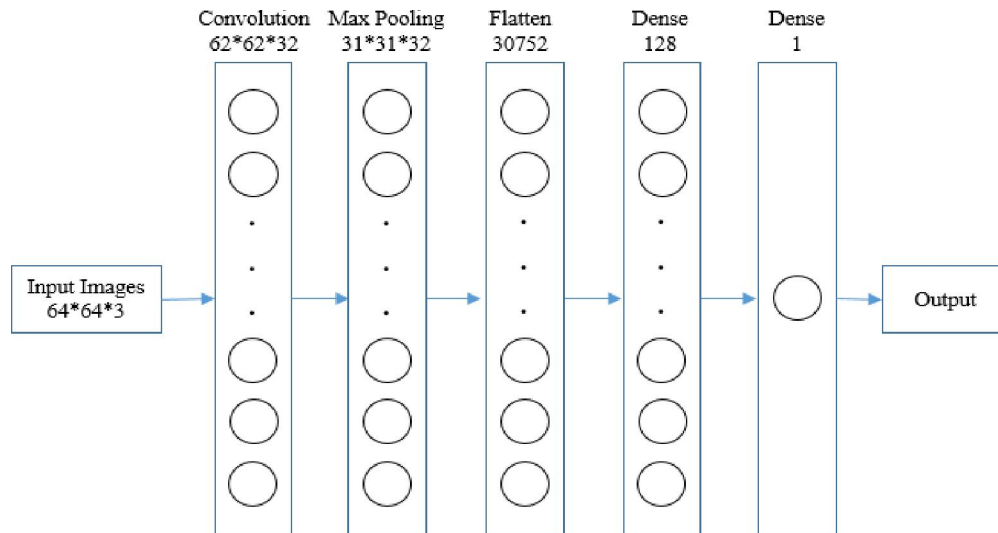 Convolution
62*62*32
Max Pooling
31*31*32
Flatten
30752
Dense
128
Dense
1
Input Images
64*64*3
Output